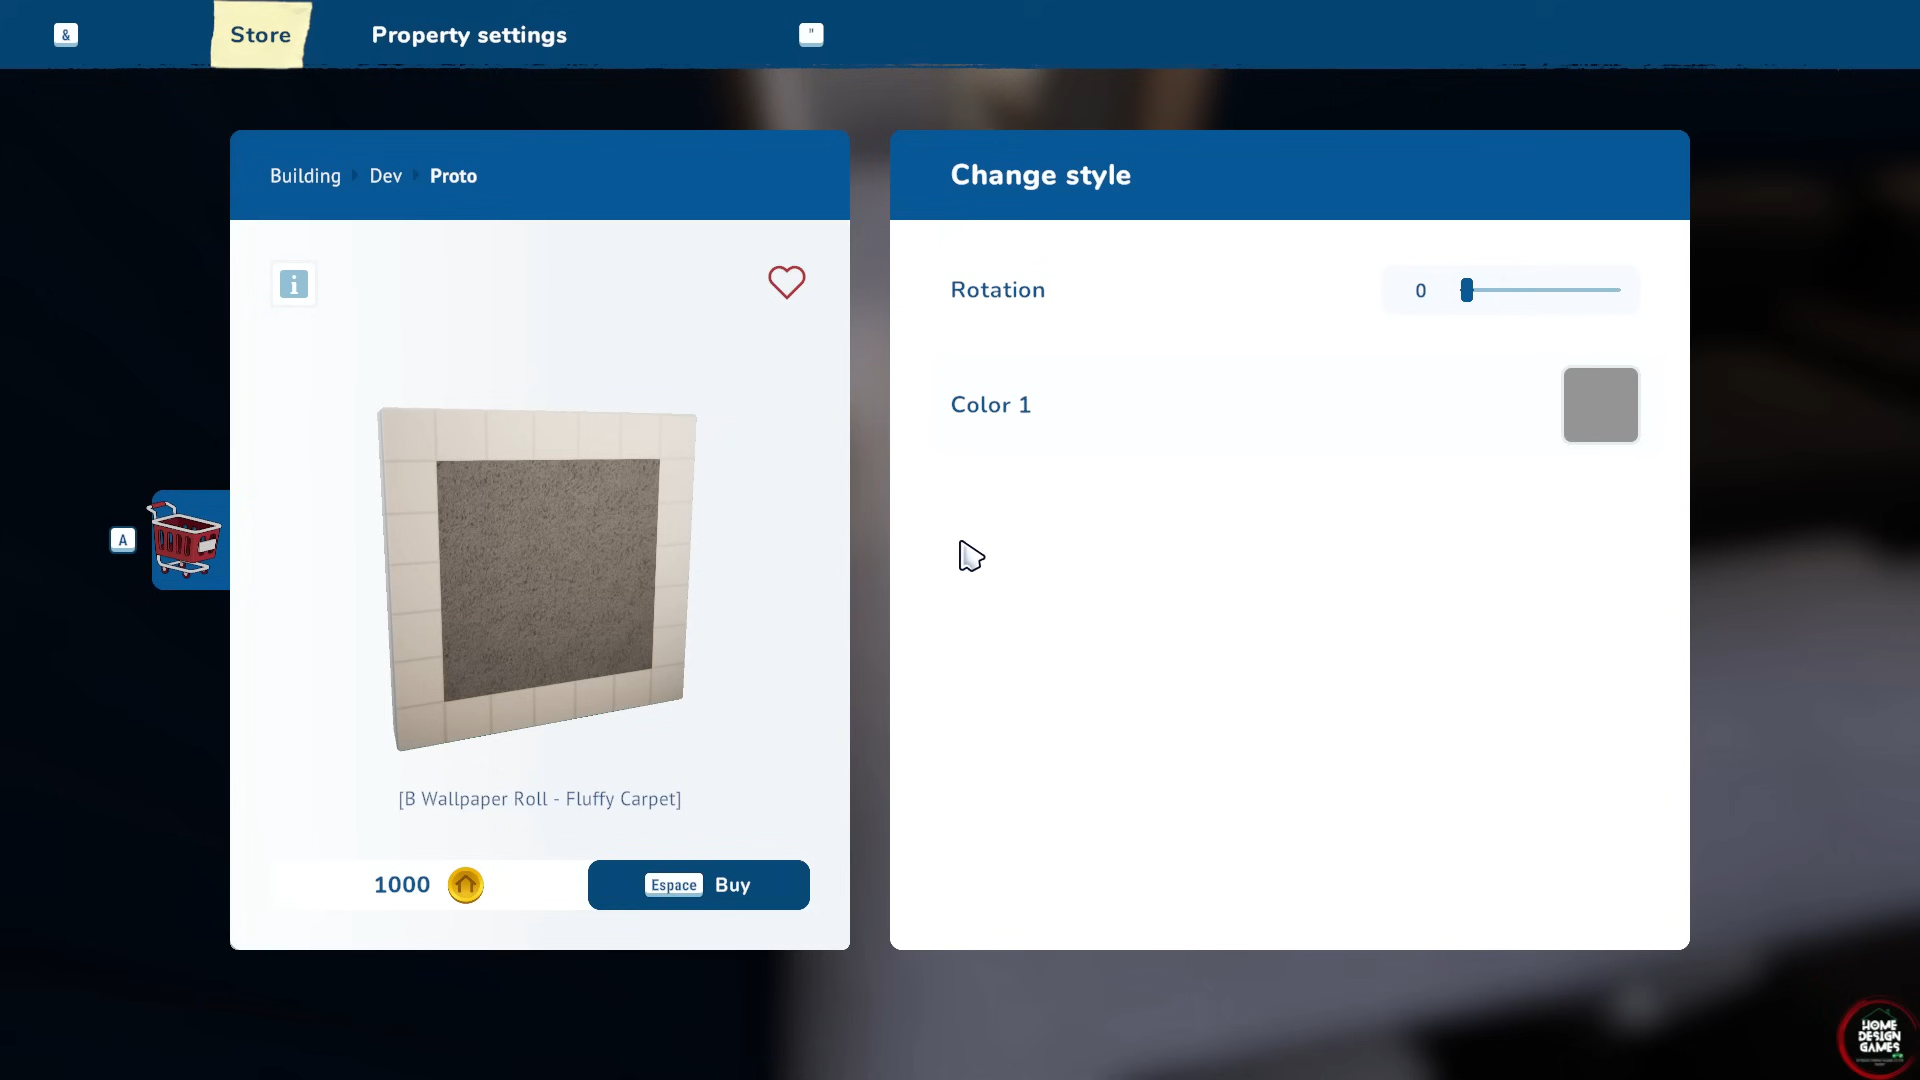 &
Store
Property settings
"
Building Dev Proto
Change style
i
Rotation
0
Color 1
A
[B Wallpaper Roll - Fluffy Carpet]
1000
Espace Buy
HOME
DESIGN
GAMES